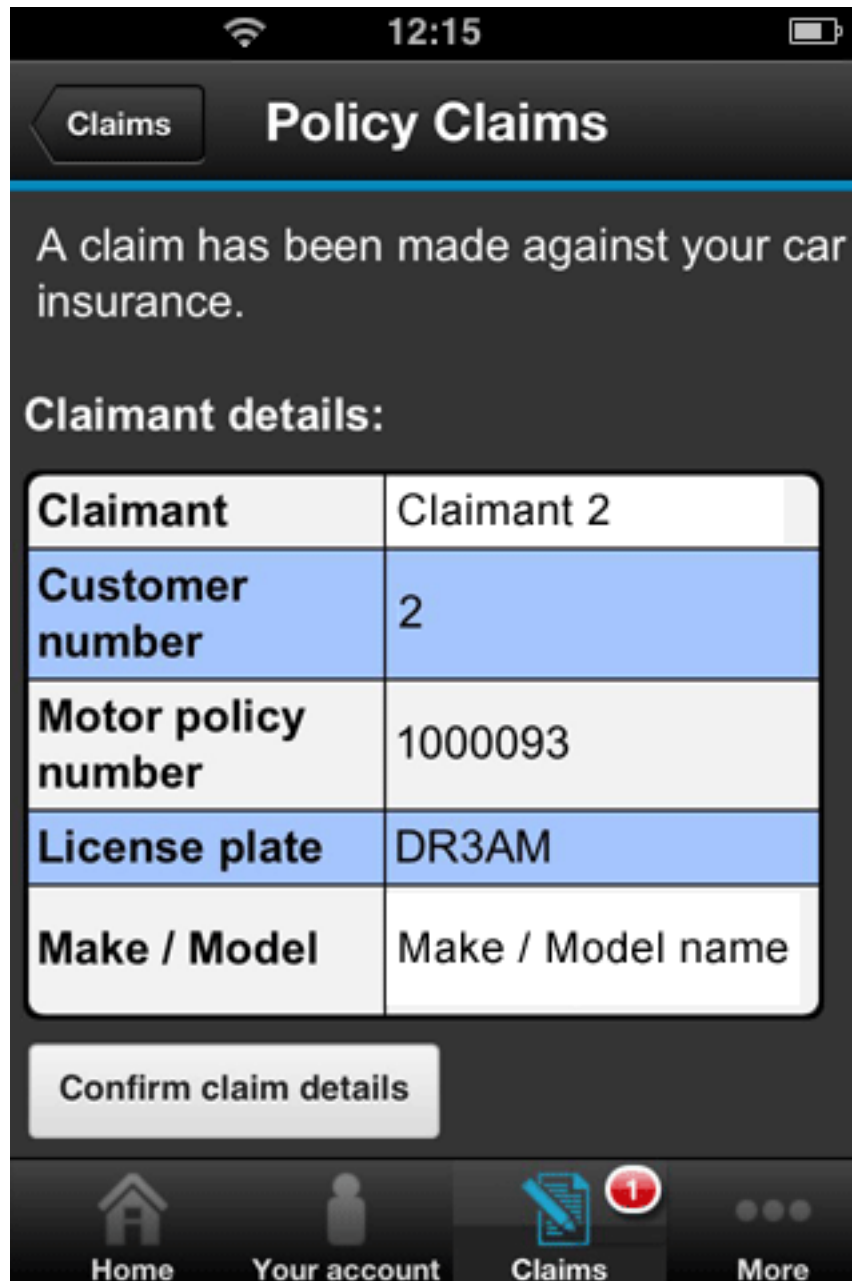 12:15
Claims
Policy Claims
A claim has been made against your car
insurance.
Claimant details:
Claimant
Claimant 2
Customer
number
2
Motor policy
number
1000093
License plate
DR3AM
Make / Model
Make / Model name
Confirm claim details
1
Home
Your account
Claims
More